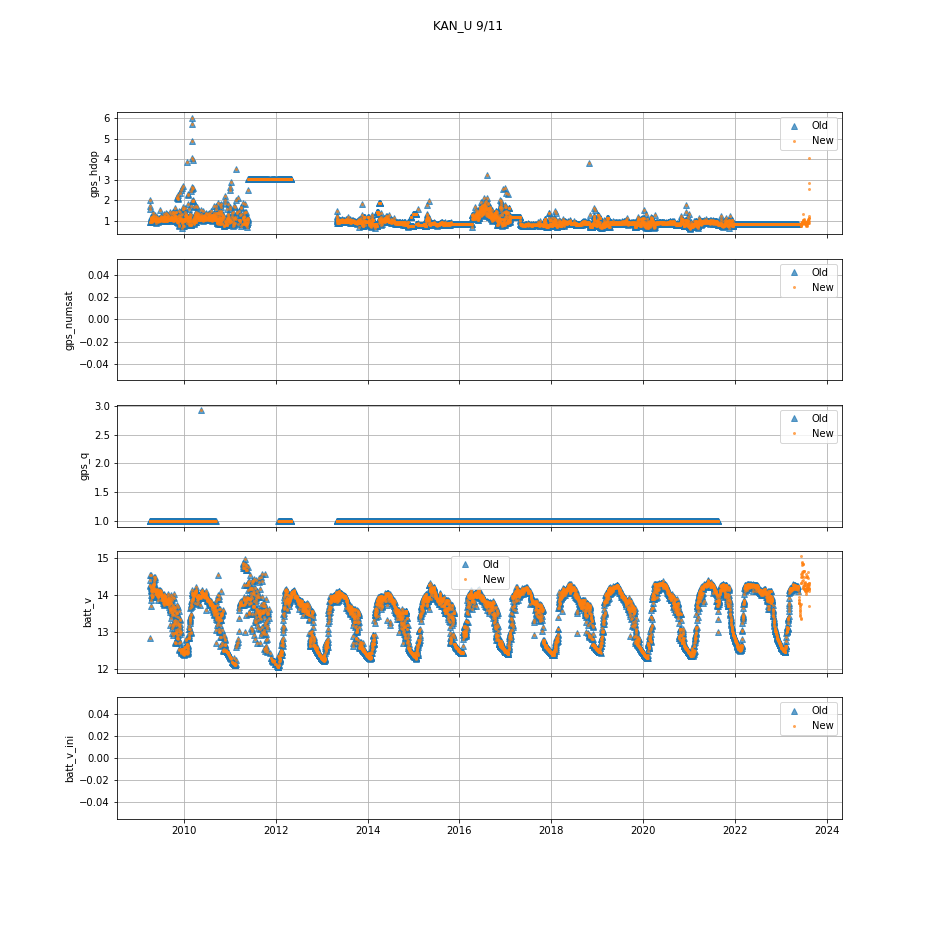 KAN_U 9/11
6
5
4
3
2
1
gps_hdop
Old
New
0.04
0.02
0.00
−0.02
−0.04
gps_numsat
Old
New
3.0
2.5
2.0
1.5
1.0
gps_q
Old
New
15
14
13
12
batt_v
Old
New
0.04
0.02
0.00
−0.02
−0.04
batt_v_ini
Old
New
2010 2012 2014 2016 2018 2020 2022 2024